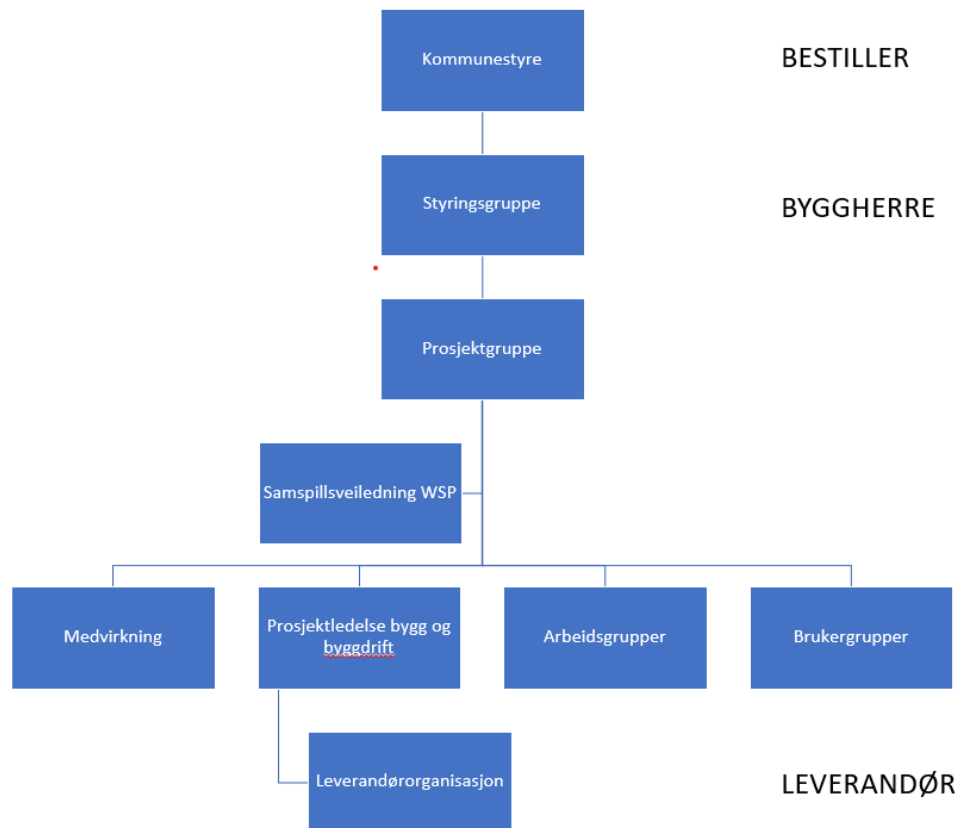 Kommunestyre
BESTILLER
Styringsgruppe
BYGGHERRE
Prosjektgruppe
Samspillsveiledning WSP
Medvirkning
Prosjektledelse bygg og
byggdrift
Arbeidsgrupper
Brukergrupper
Leverandørorganisasjon
LEVERANDØR